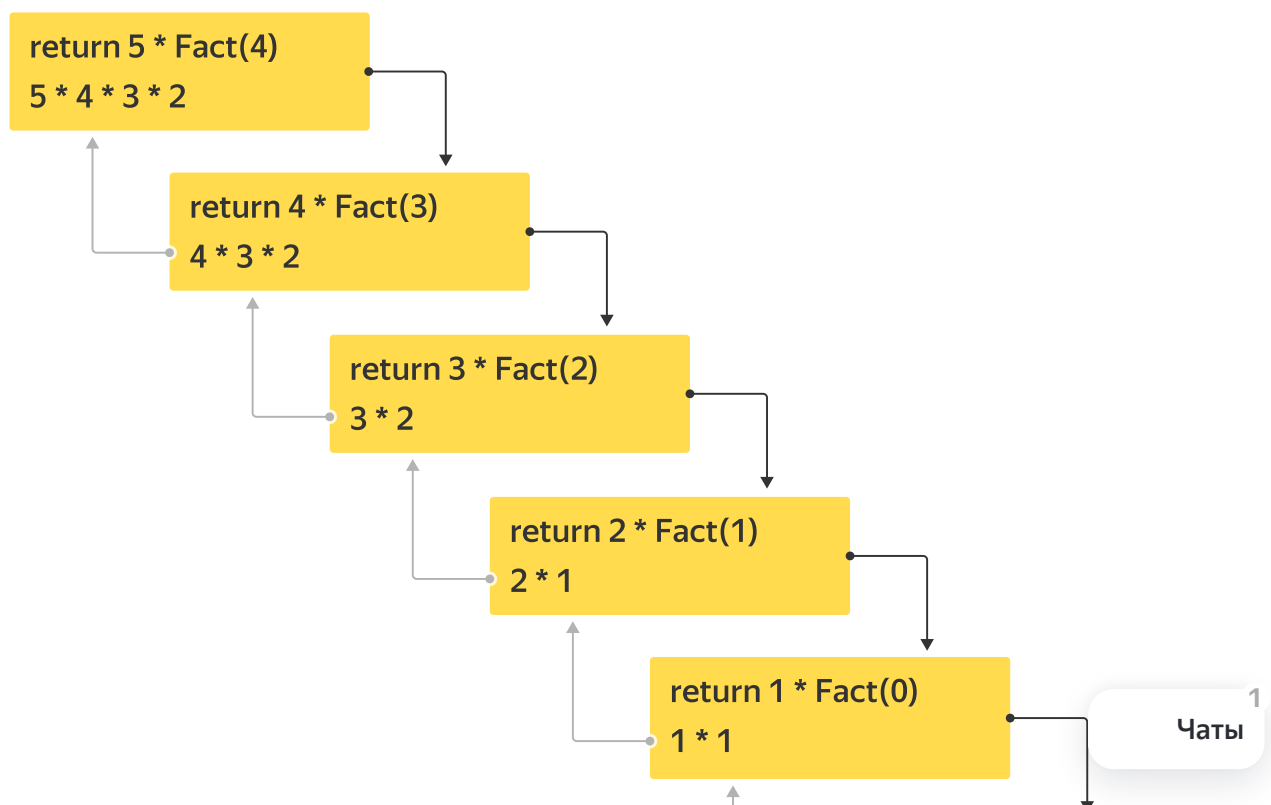 return 5 * Fact(4)
5 * 4 * 3 * 2
return 4 * Fact(3)
4 * 3 * 2
return 3 * Fact(2)
3 * 2
return 2 * Fact(1)
2 * 1
return 1 * Fact(0)
1 * 1
1
Чаты